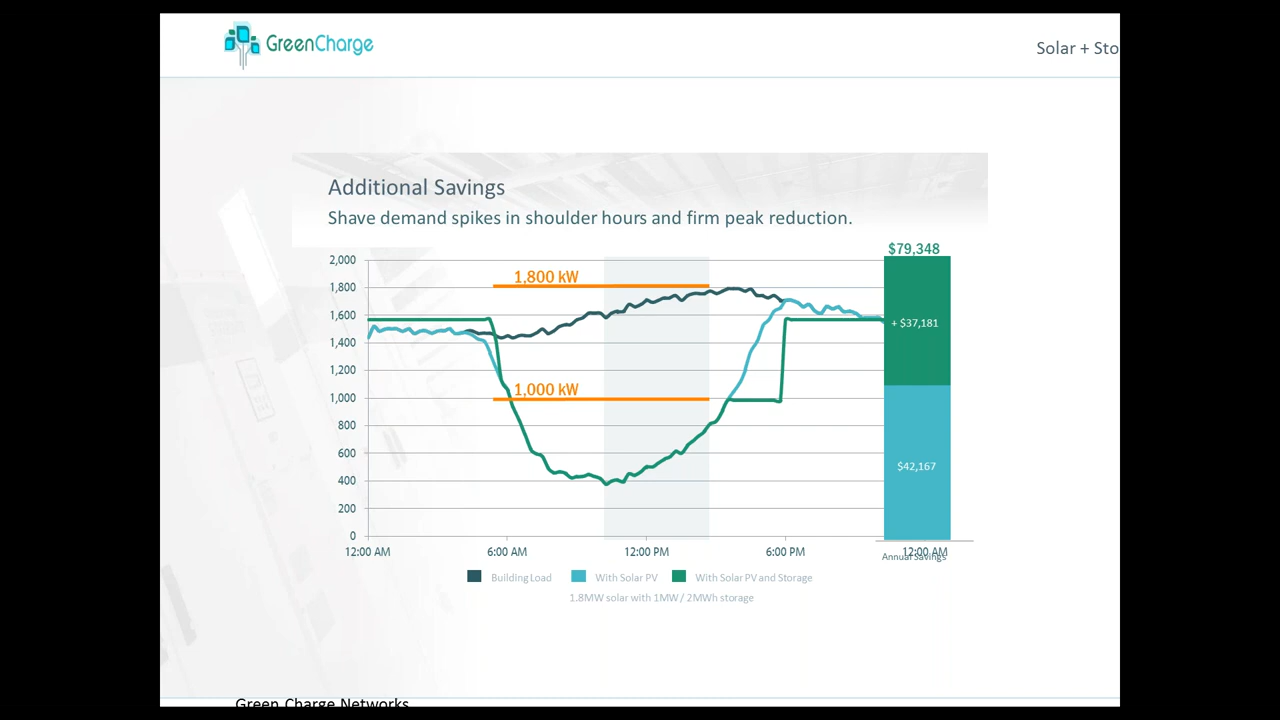 GreenCharge
Solar + Sto
Additional Savings
Shave demand spikes in shoulder hours and firm peak reduction.
$79,348
2,000
1,800 kW
1,800
+ $37,181
1,600
1,400
1,200
1,000 kW
1,000
800
600
$42,167
400
200
0
12:00 AM 6:00 AM 12:00 PM 6:00 PM 12:00 AM
Annual Savings
Building Load With Solar PV With Solar PV and Storage
1.8MW solar with 1MW / 2MWh storage
Green Charge Networks